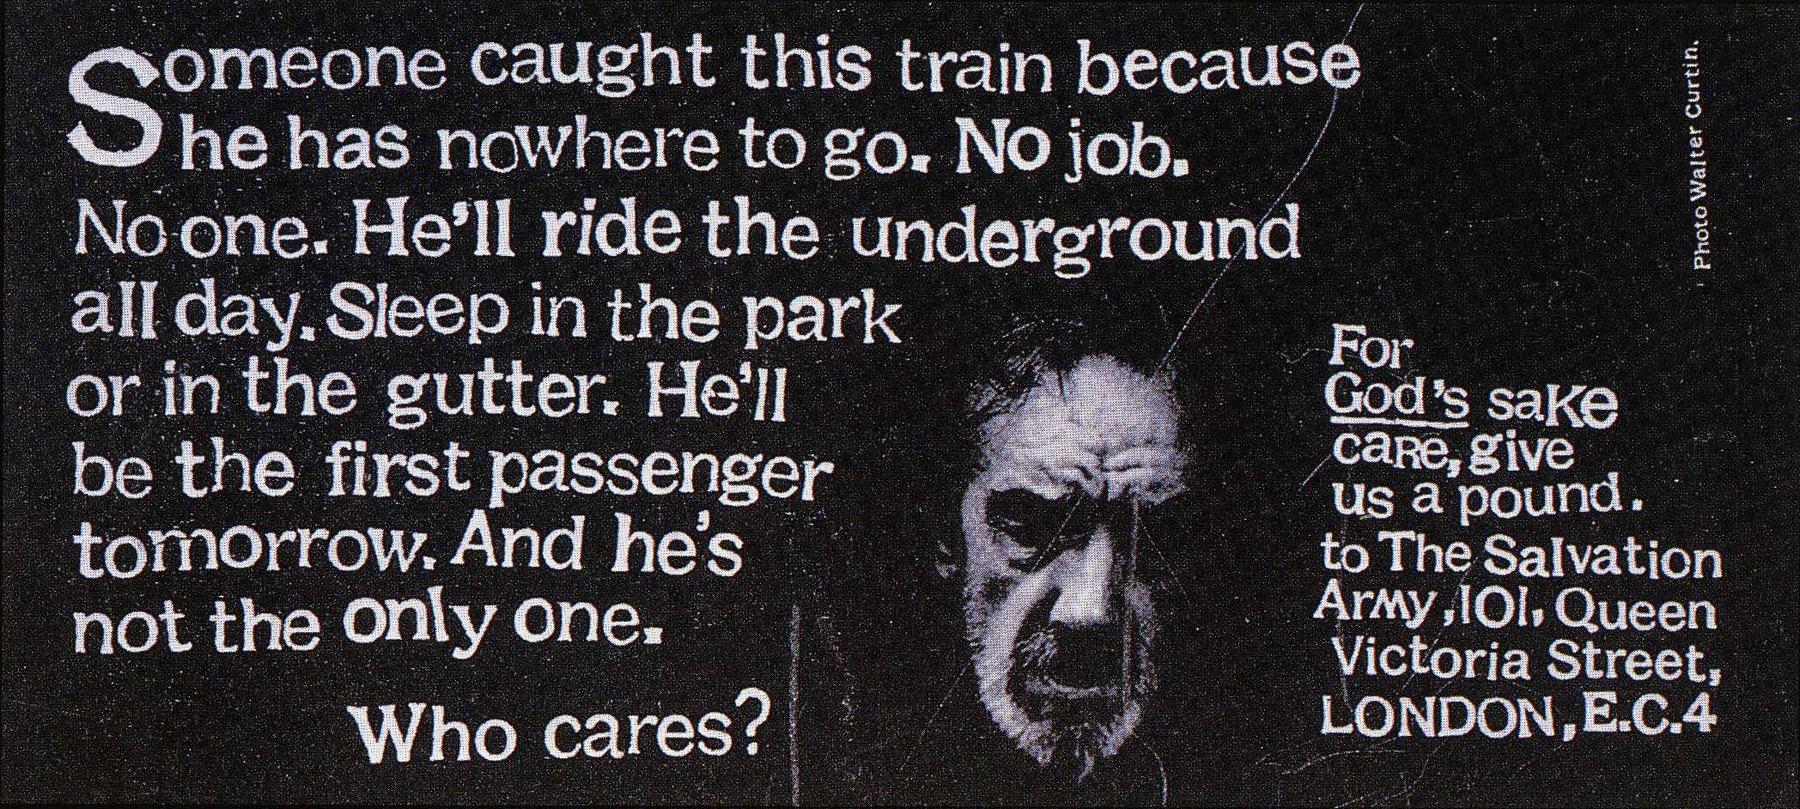 Someone caught this train because
he has nowhere to go. No job.
No one. He'll ride the underground
all day. Sleep in the park
or in the gutter. He'll
be the first passenger
tomorrow. And he's
not the only one.
Who cares?
For
God's sake
care, give
us a pound.
to The Salvation
Army, 101, Queen
Victoria Street,
LONDON, E.C.4
Photo Walter Curtin.